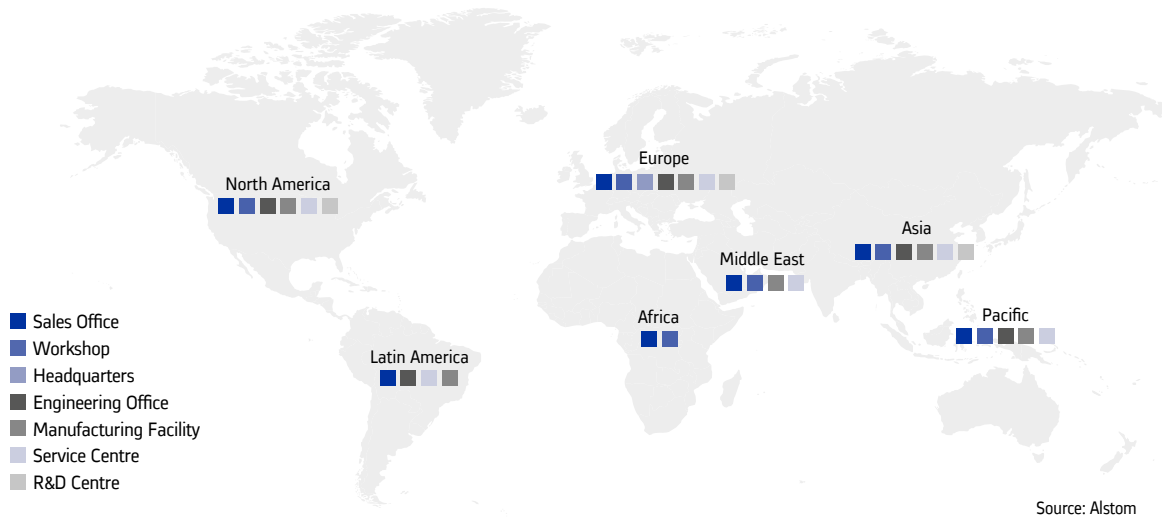 Europe
North America
Asia
Middle East
Africa
Pacific
Latin America
Sales Office
Workshop
Headquarters
Engineering Office
Manufacturing Facility
Service Centre
R&D Centre
Source: Alstom